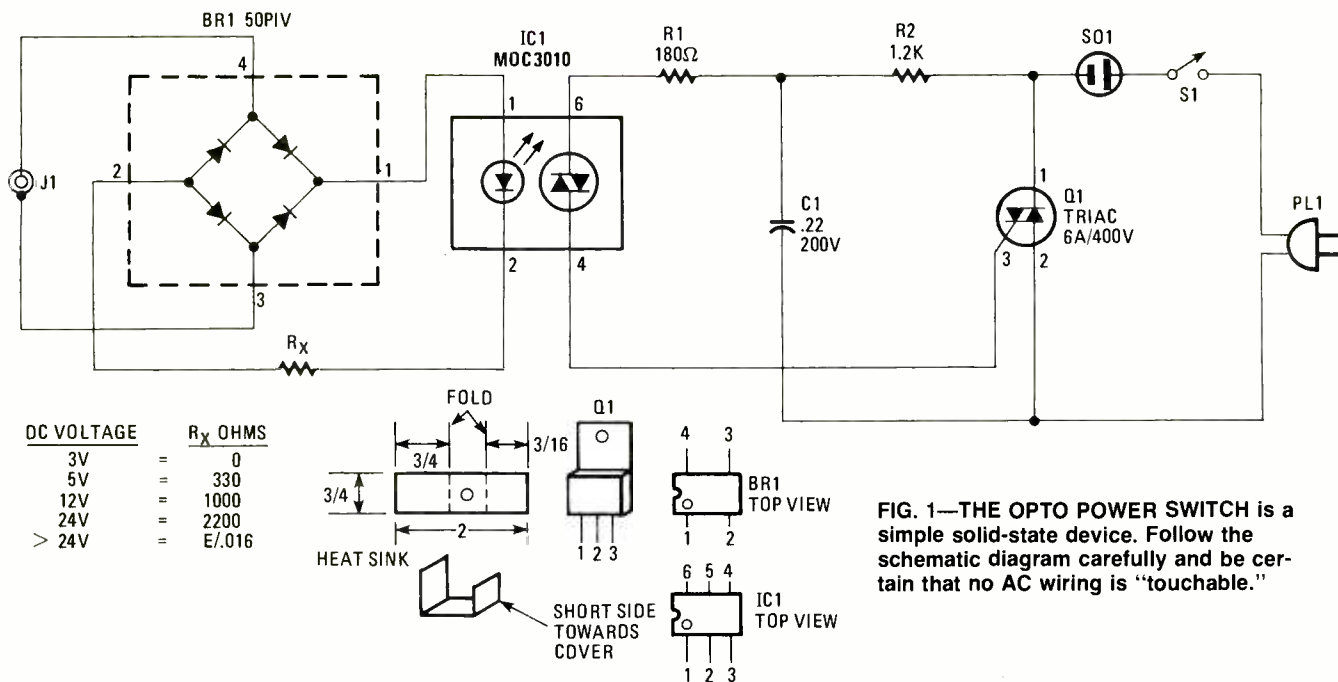 BR1 50PIV
4
2
1
3
J1
RX
IC1
MOC3010
1
6
2
4
R1
180Ω
R2
1.2K
C1
.22
200V
SO1
S1
1
Q1
TRIAC
6A/400V
3
2
PL1
DC VOLTAGE RX OHMS
3V = 0
5V = 330
12V = 1000
24V = 2200
> 24V = E/.016
FOLD
3/4
3/16
3/4
2
HEAT SINK
SHORT SIDE
TOWARDS
COVER
Q1
1 2 3
4 3
BR1
TOP VIEW
1 2
6 5 4
IC1
TOP VIEW
1 2 3
FIG. 1—THE OPTO POWER SWITCH is a
simple solid-state device. Follow the
schematic diagram carefully and be cer-
tain that no AC wiring is “touchable.”